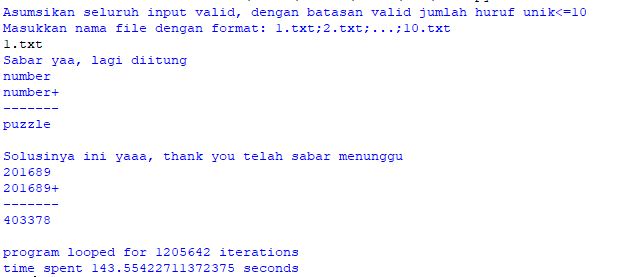 Asumsikan seluruh input valid, dengan batasan valid jumlah huruf unik<=10
Masukkan nama file dengan format: 1.txt;2.txt;...;10.txt
1.txt
Sabar yaa, lagi diitung
number
number+
-------
puzzle
Solusinya ini yaaa, thank you telah sabar menunggu
201689
201689+
-------
403378
program looped for 1205642 iterations
time spent 143.55422711372375 seconds